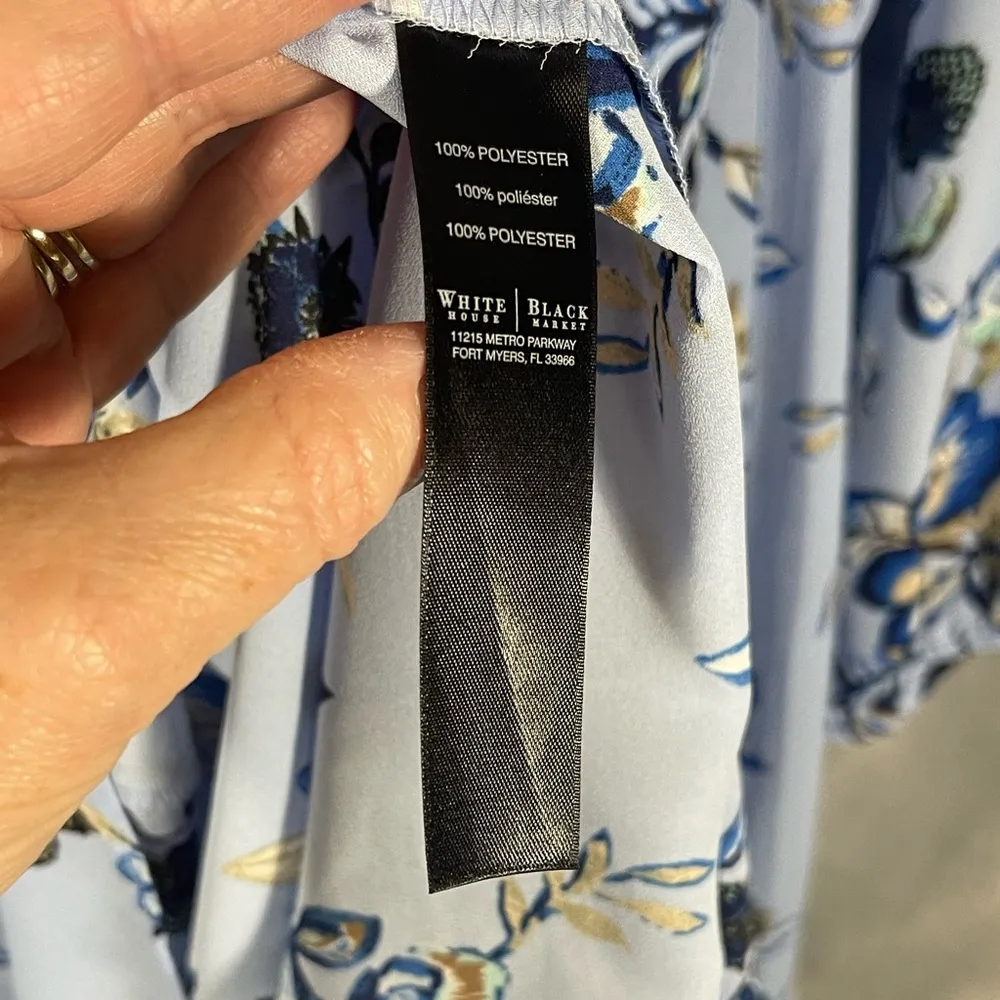 100% POLYESTER
100% poliéster
100% POLYESTER
WHITE HOUSE | BLACK MARKET
11215 METRO PARKWAY
FORT MYERS, FL 33966